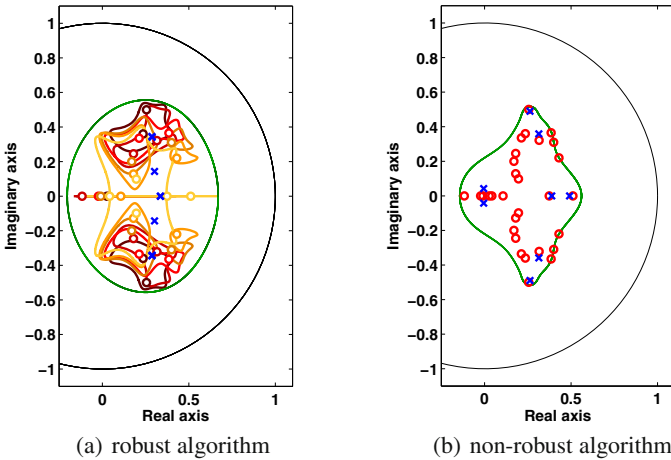 1
0.8
0.6
0.4
0.2
0
-0.2
-0.4
-0.6
-0.8
-1
Imaginary axis
0 0.5 1
Real axis
(a) robust algorithm
1
0.8
0.6
0.4
0.2
0
-0.2
-0.4
-0.6
-0.8
-1
Imaginary axis
0 0.5 1
Real axis
(b) non-robust algorithm